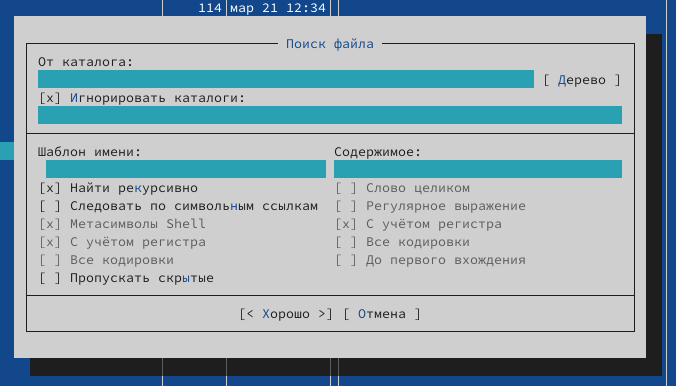 114 мар 21 12:34
Поиск файла
От каталога:
[ Дерево ]
[x] Игнорировать каталоги:
Шаблон имени: Содержимое:
[x] Найти рекурсивно [ ] Слово целиком
[ ] Следовать по символьным ссылкам [ ] Регулярное выражение
[x] Метасимволы Shell [x] С учётом регистра
[x] С учётом регистра [ ] Все кодировки
[ ] Все кодировки [ ] До первого вхождения
[ ] Пропускать скрытые
[< Хорошо >] [ Отмена ]